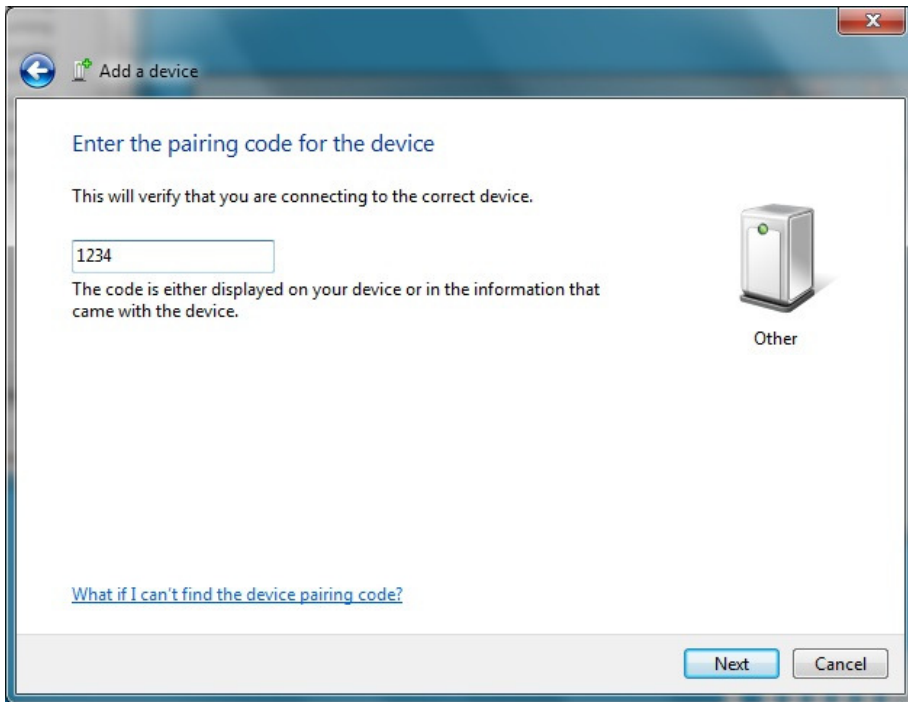 Add a device
Enter the pairing code for the device
This will verify that you are connecting to the correct device.
1234
The code is either displayed on your device or in the information that
came with the device.
Other
What if I can't find the device pairing code?
Next
Cancel